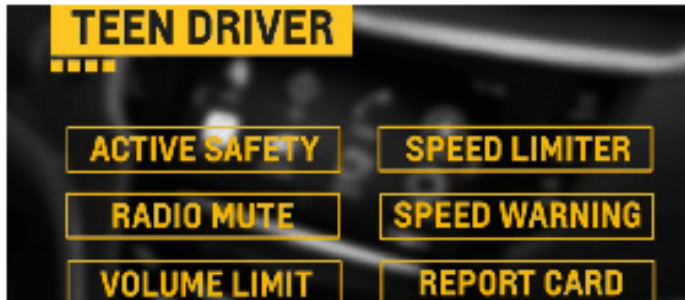 TEEN DRIVER
ACTIVE SAFETY
SPEED LIMITER
RADIO MUTE
SPEED WARNING
VOLUME LIMIT
REPORT CARD